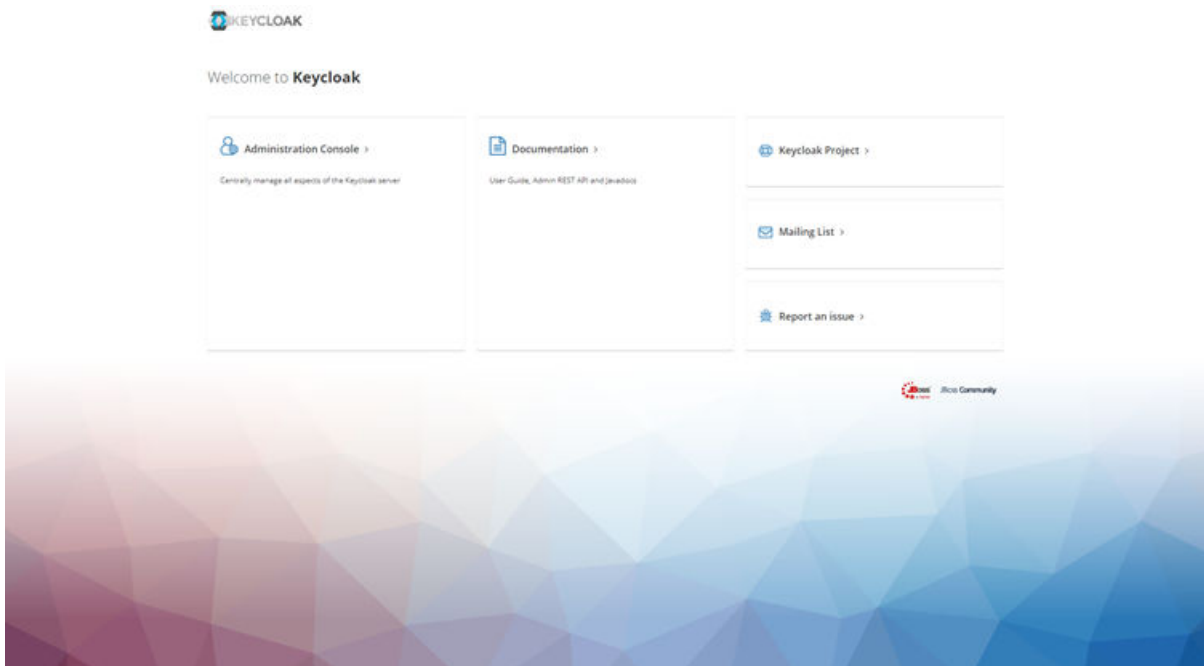 KEYCLOAK
Welcome to Keycloak
Administration Console >
Centrally manage all aspects of the Keycloak server
Documentation >
User Guide, Admin REST API and Javadocs
Keycloak Project >
Mailing List >
Report an issue >
JBoss
JBoss Community